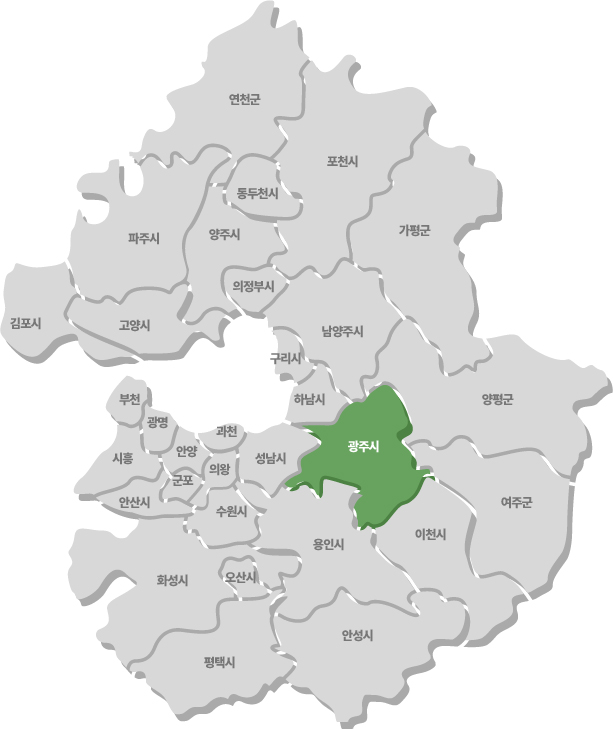 연천군
포천시
동두천시
가평군
양주시
파주시
의정부시
김포시
고양시
남양주시
구리시
하남시
양평군
부천
광명
과천
광주시
안양
시흥
의왕
성남시
군포
안산시
수원시
여주군
이천시
용인시
화성시
오산시
안성시
평택시